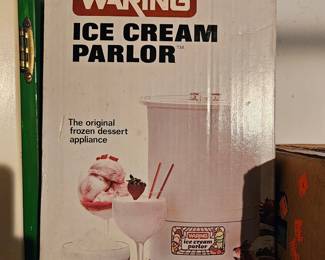 WARING
ICE CREAM
PARLOR™
The original
frozen dessert
appliance
WARING
ice cream
parlor